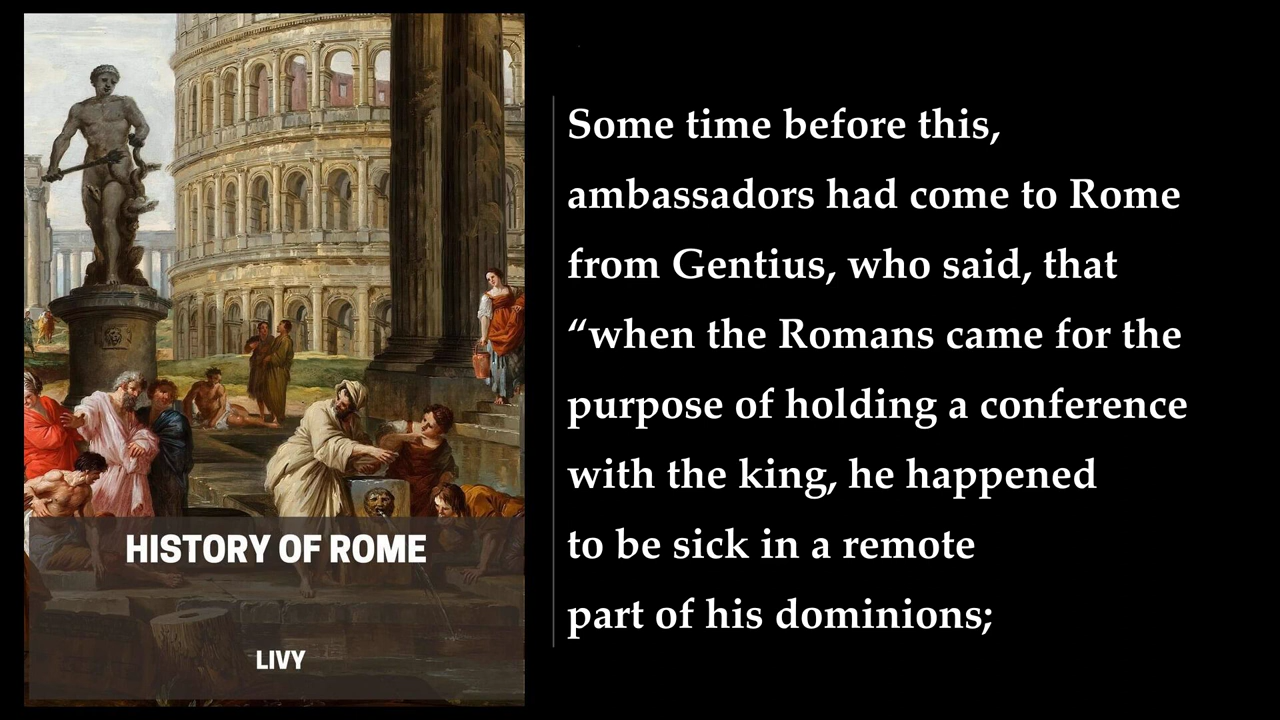 HISTORY OF ROME
LIVY
Some time before this,
ambassadors had come to Rome
from Gentius, who said, that
“when the Romans came for the
purpose of holding a conference
with the king, he happened
to be sick in a remote
part of his dominions;